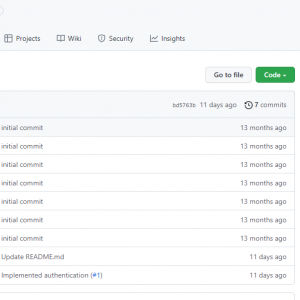 Projects Wiki Security Insights
Go to file Code
bd5763b 11 days ago 7 commits
initial commit 13 months ago
initial commit 13 months ago
initial commit 13 months ago
initial commit 13 months ago
initial commit 13 months ago
initial commit 13 months ago
initial commit 13 months ago
Update README.md 11 days ago
Implemented authentication (#1) 11 days ago